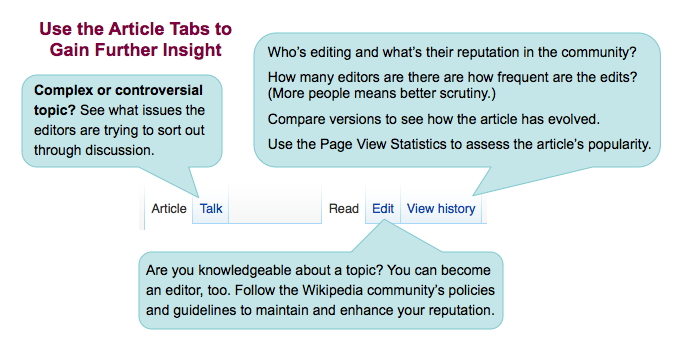 Use the Article Tabs to
Gain Further Insight
Complex or controversial
topic? See what issues the
editors are trying to sort out
through discussion.
Who's editing and what's their reputation in the community?
How many editors are there are how frequent are the edits?
(More people means better scrutiny.)
Compare versions to see how the article has evolved.
Use the Page View Statistics to assess the article's popularity.
Article Talk Read Edit View history
Are you knowledgeable about a topic? You can become
an editor, too. Follow the Wikipedia community's policies
and guidelines to maintain and enhance your reputation.